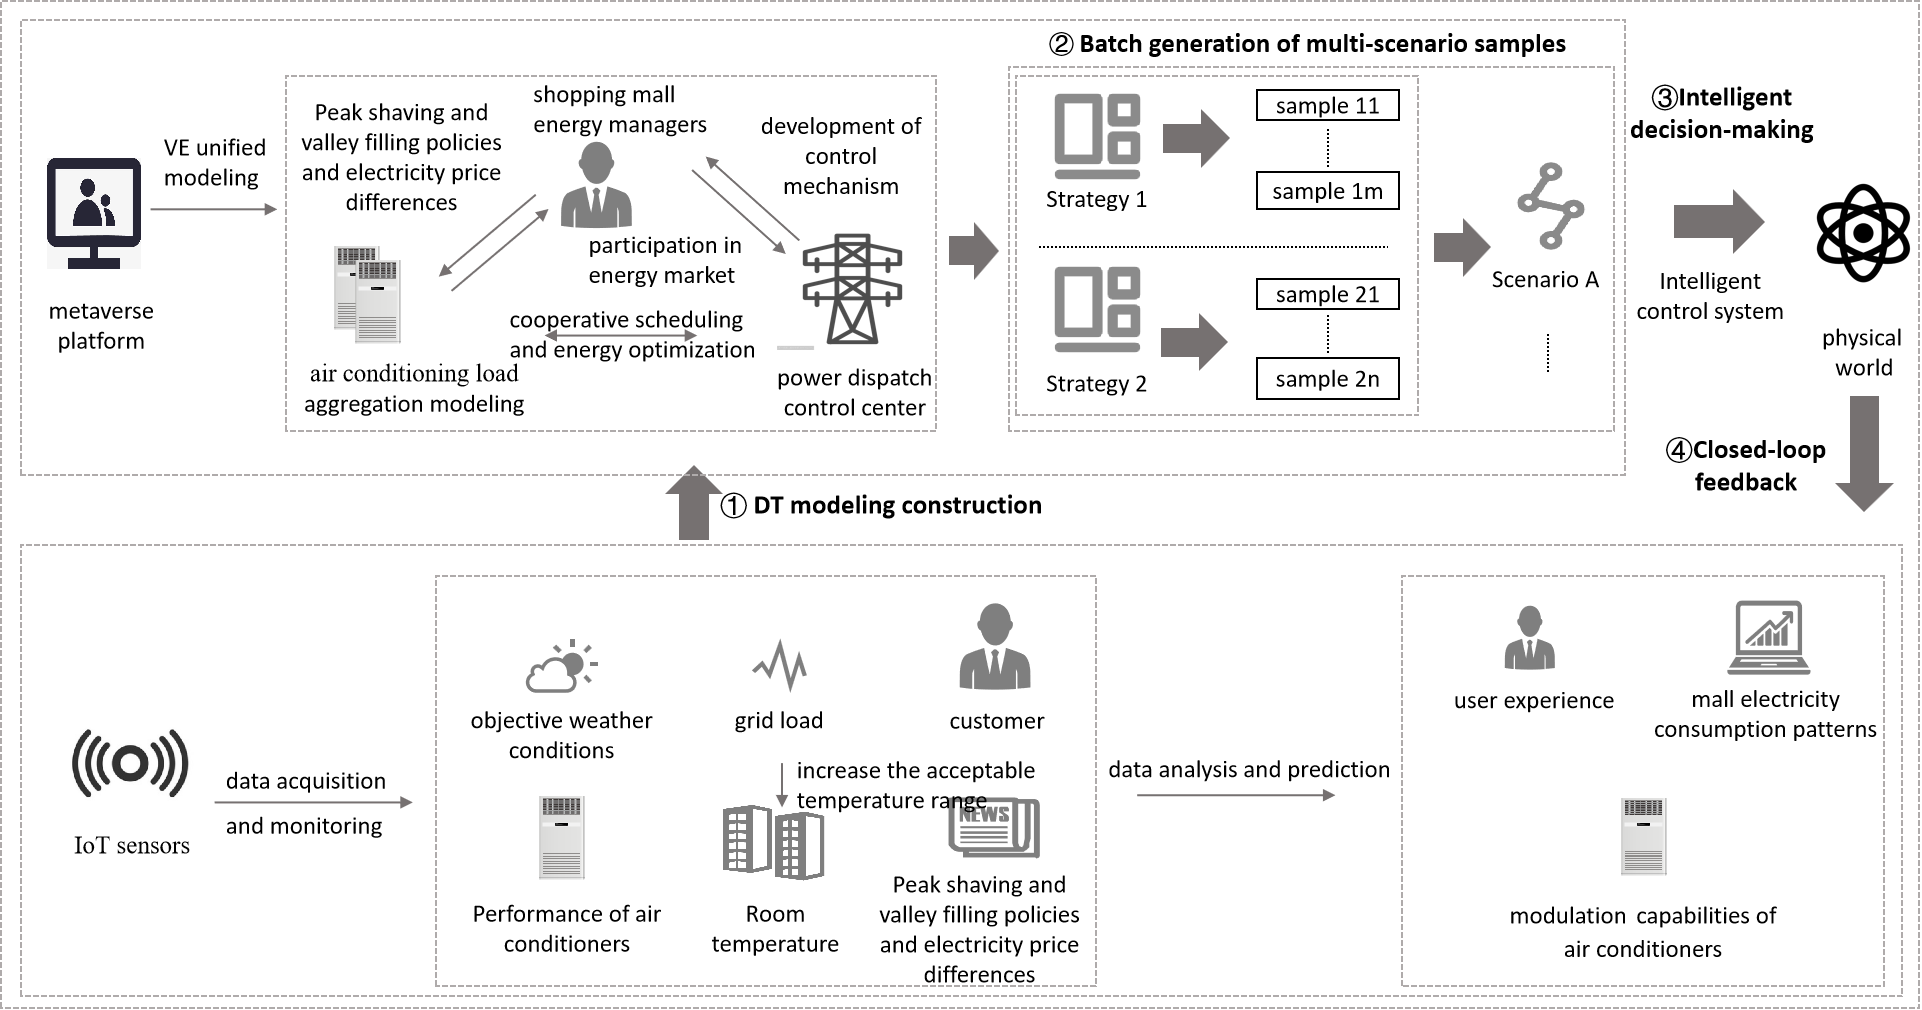 ② Batch generation of multi-scenario samples
③Intelligent
decision-making
VE unified
modeling
metaverse
platform
Peak shaving and
valley filling policies
and electricity price
differences
shopping mall
energy managers
development of
control
mechanism
participation in
energy market
cooperative scheduling
and energy optimization
air conditioning load
aggregation modeling
power dispatch
control center
Strategy 1
sample 11
sample 1m
Strategy 2
sample 21
sample 2n
Scenario A
Intelligent
control system
physical
world
④Closed-loop
feedback
① DT modeling construction
IoT sensors
data acquisition
and monitoring
objective weather
conditions
grid load
customer
increase the acceptable
temperature range
NEWS
Performance of air
conditioners
Room
temperature
Peak shaving and
valley filling policies
and electricity price
differences
data analysis and prediction
user experience
mall electricity
consumption patterns
modulation capabilities of
air conditioners